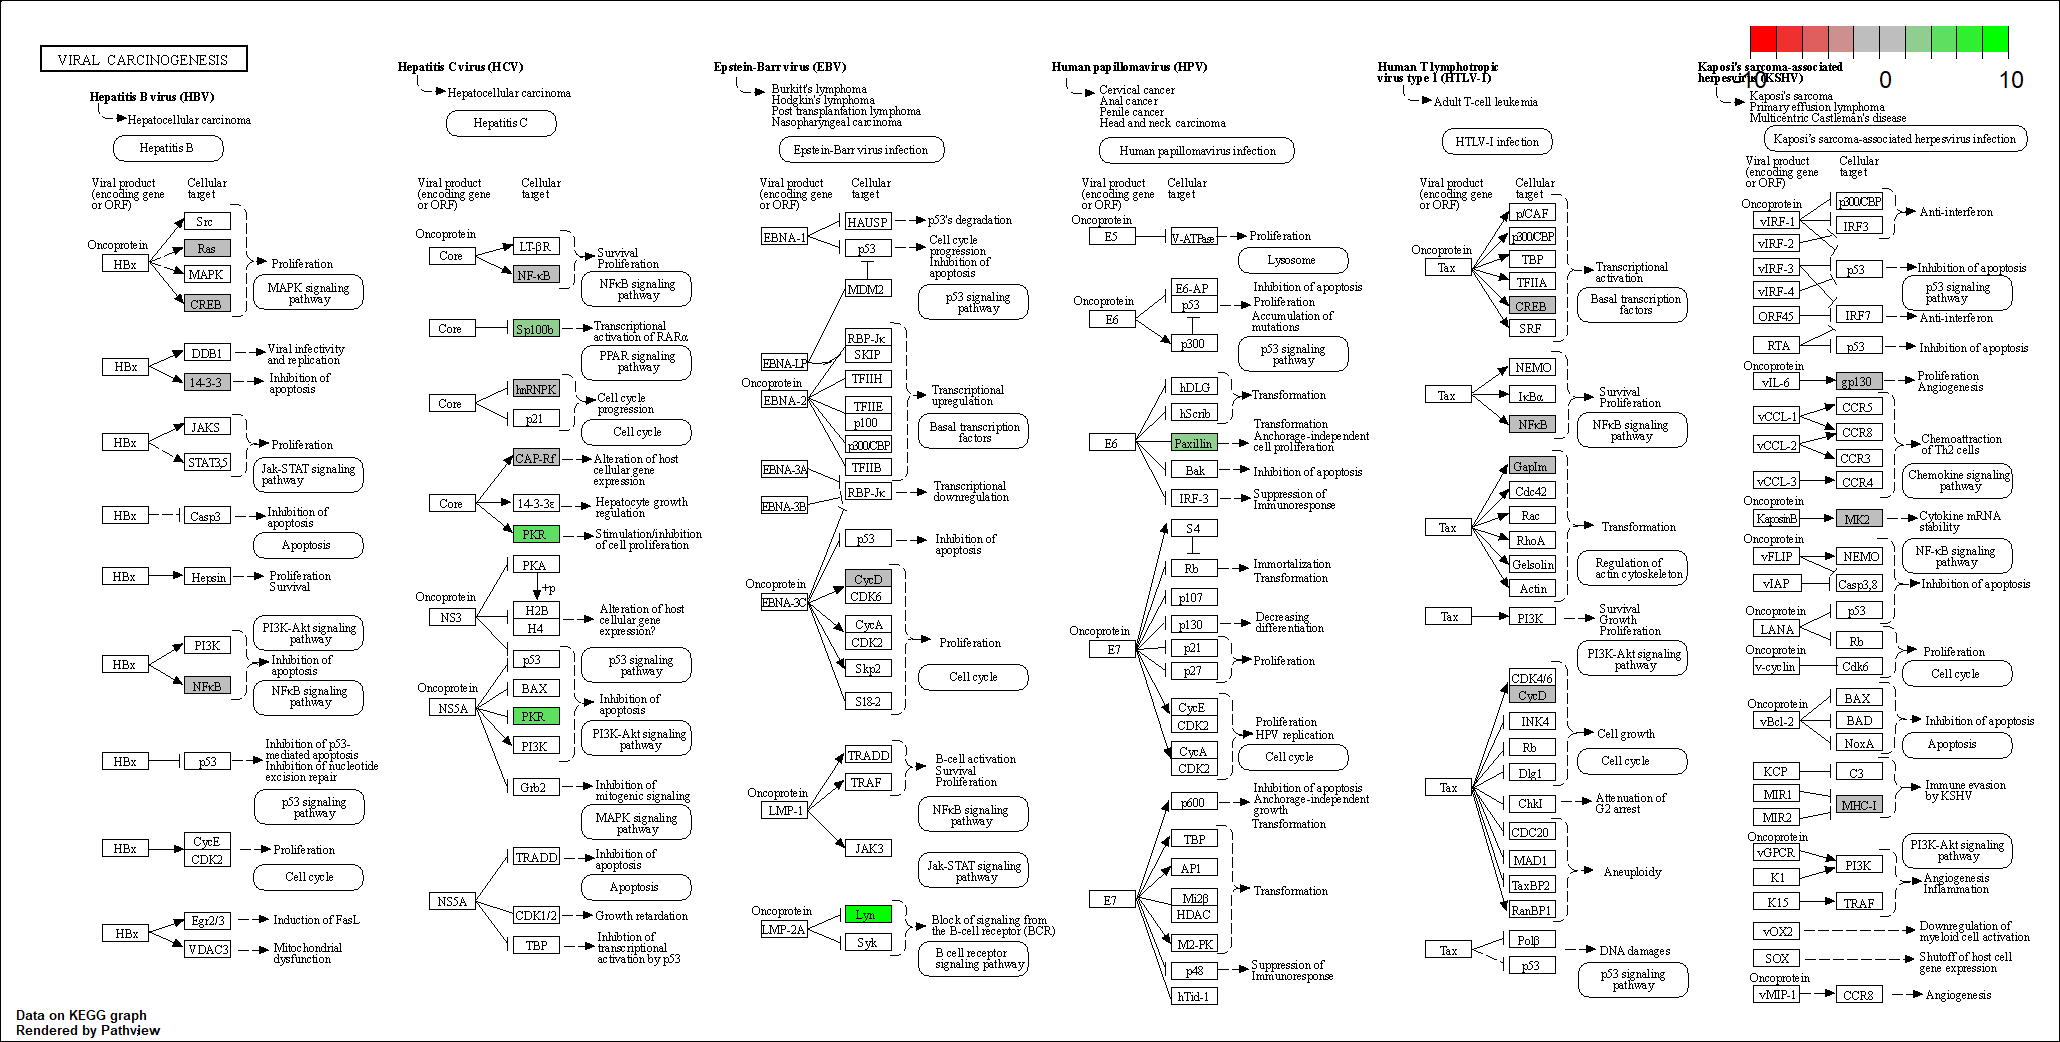 VIRAL CARCINOGENESIS
-10
0
10
Hepatitis B virus (HBV)
Hepatocellular carcinoma
Hepatitis B
Viral product
(encoding gene
or ORF)
Cellular
target
Oncoprotein
HBx
Src
Ras
MAPK
CREB
Proliferation
MAPK signaling
pathway
HBx
DDB1
14-3-3
Viral infectivity
and replication
Inhibition of
apoptosis
HBx
JAKS
STAT3,5
Proliferation
Jak-STAT signaling
pathway
HBx
Casp3
Inhibition of
apoptosis
Apoptosis
HBx
Hepsin
Proliferation
Survival
PI3K-Akt signaling
pathway
HBx
PI3K
NFκB
Inhibition of
apoptosis
NFκB signaling
pathway
HBx
p53
Inhibition of p53-
mediated apoptosis
Inhibition of nucleotide
excision repair
p53 signaling
pathway
HBx
CycE
CDK2
Proliferation
Cell cycle
HBx
Egr2/3
VDAC3
Induction of FasL
Mitochondrial
dysfunction
Hepatitis C virus (HCV)
Hepatocellular carcinoma
Hepatitis C
Viral product
(encoding gene
or ORF)
Cellular
target
Oncoprotein
Core
LT-βR
NF-κB
Survival
Proliferation
NFκB signaling
pathway
Core
Sp100b
Transcriptional
activation of RARα
PPAR signaling
pathway
Core
hnRNPK
p21
Cell cycle
progression
Cell cycle
Core
CAP-Rf
14-3-3ε
PKR
Alteration of host
cellular gene
expression
Hepatocyte growth
regulation
Stimulation/inhibition
of cell proliferation
Oncoprotein
NS3
PKA
+p
H2B
H4
p53
Alteration of host
cellular gene
expression?
p53 signaling
pathway
Oncoprotein
NS5A
BAX
PKR
PI3K
Grb2
Inhibition of
apoptosis
PI3K-Akt signaling
pathway
Inhibition of
mitogenic signaling
MAPK signaling
pathway
NS5A
TRADD
CDK1/2
TBP
Inhibition of
apoptosis
Apoptosis
Growth retardation
Inhibtion of
transcriptional
activation by p53
Epstein-Barr virus (EBV)
Burkitt's lymphoma
Hodgkin's lymphoma
Post transplantation lymphoma
Nasopharyngeal carcinoma
Epstein-Barr virus infection
Viral product
(encoding gene
or ORF)
Cellular
target
EBNA-1
HAUSP
p53
MDM2
p53's degradation
Cell cycle
progression
Inhibition of
apoptosis
p53 signaling
pathway
EBNA-LP
Oncoprotein
EBNA-2
RBP-Jκ
SKIP
TFIIH
TFIIE
p100
p300/CBP
TFIIB
Transcriptional
upregulation
Basal transcription
factors
EBNA-3A
EBNA-3B
RBP-Jκ
Transcriptional
downregulation
Oncoprotein
EBNA-3C
p53
Inhibition of
apoptosis
CycD
CDK6
CycA
CDK2
Skp2
S18-2
Proliferation
Cell cycle
Oncoprotein
LMP-1
TRADD
TRAF
JAK3
B-cell activation
Survival
Proliferation
NFκB signaling
pathway
Jak-STAT signaling
pathway
Oncoprotein
LMP-2A
Lyn
Syk
Block of signaling from
the B-cell receptor (BCR)
B cell receptor
signaling pathway
Human papillomavirus (HPV)
Cervical cancer
Anal cancer
Penile cancer
Head and neck carcinoma
Human papillomavirus infection
Viral product
(encoding gene
or ORF)
Cellular
target
Oncoprotein
E5
V-ATPase
Proliferation
Lysosome
Oncoprotein
E6
E6-AP
p53
p300
Inhibition of apoptosis
Proliferation
Accumulation of
mutations
p53 signaling
pathway
E6
hDLG
hScrib
Paxillin
Bak
IRF-3
Transformation
Transformation
Anchorage-independent
cell proliferation
Inhibition of apoptosis
Suppression of
Immunoresponse
Oncoprotein
E7
S4
Rb
p107
p130
p21
p27
CycE
CDK2
CycA
CDK2
Immortalization
Transformation
Decreasing
differentiation
Proliferation
Proliferation
HPV replication
Cell cycle
E7
p600
TBP
AP1
Mi2β
HDAC
M2-PK
p48
hTid-1
Inhibition of apoptosis
Anchorage-independent
growth
Transformation
Transformation
Suppression of
Immunoresponse
Human T lymphotropic
virus type 1 (HTLV-1)
Adult T-cell leukemia
HTLV-I infection
Viral product
(encoding gene
or ORF)
Cellular
target
Oncoprotein
Tax
p/CAF
p300/CBP
TBP
TFIIA
CREB
SRF
Transcriptional
activation
Basal transcription
factors
Tax
NEMO
IκBα
NFκB
Survival
Proliferation
NFκB signaling
pathway
Tax
GapIm
Cdc42
Rac
RhoA
Gelsolin
Actin
Transformation
Regulation of
actin cytoskeleton
Tax
PI3K
Survival
Growth
Proliferation
PI3K-Akt signaling
pathway
Tax
CDK4/6
CycD
INK4
Rb
Dlg1
ChkI
CDC20
MAD1
TaxBP2
RanBP1
Cell growth
Cell cycle
Attenuation of
G2 arrest
Aneuploidy
Tax
Polβ
p53
DNA damages
p53 signaling
pathway
Kaposi's sarcoma-associated
herpesvirus (KSHV)
Kaposi's sarcoma
Primary effusion lymphoma
Multicentric Castleman's disease
Kaposi's sarcoma-associated herpesvirus infection
Viral product
(encoding gene
or ORF)
Cellular
target
Oncoprotein
vIRF-1
vIRF-2
vIRF-3
vIRF-4
ORF45
RTA
p300/CBP
IRF3
p53
IRF7
p53
Anti-interferon
Inhibition of apoptosis
p53 signaling
pathway
Anti-interferon
Inhibition of apoptosis
Oncoprotein
vIL-6
gp130
Proliferation
Angiogenesis
vCCL-1
vCCL-2
vCCL-3
CCR5
CCR8
CCR3
CCR4
Chemoattraction
of Th2 cells
Chemokine signaling
pathway
Oncoprotein
KaposinB
MK2
Cytokine mRNA
stability
Oncoprotein
vFLIP
vIAP
NEMO
Casp3,8
NF-κB signaling
pathway
Inhibition of apoptosis
Oncoprotein
LANA
p53
Rb
Oncoprotein
v-cyclin
Cdk6
Proliferation
Cell cycle
vBcl-2
BAX
BAD
NoxA
Inhibition of apoptosis
Apoptosis
KCP
MIR1
MIR2
C3
MHC-I
Immune evasion
by KSHV
Oncoprotein
vGPCR
K1
K15
PI3K
TRAF
PI3K-Akt signaling
pathway
Angiogenesis
Inflammation
vOX2
Downregulation of
myeloid cell activation
SOX
Shutoff of host cell
gene expression
Oncoprotein
vMIP-1
CCR8
Angiogenesis
Data on KEGG graph
Rendered by Pathview